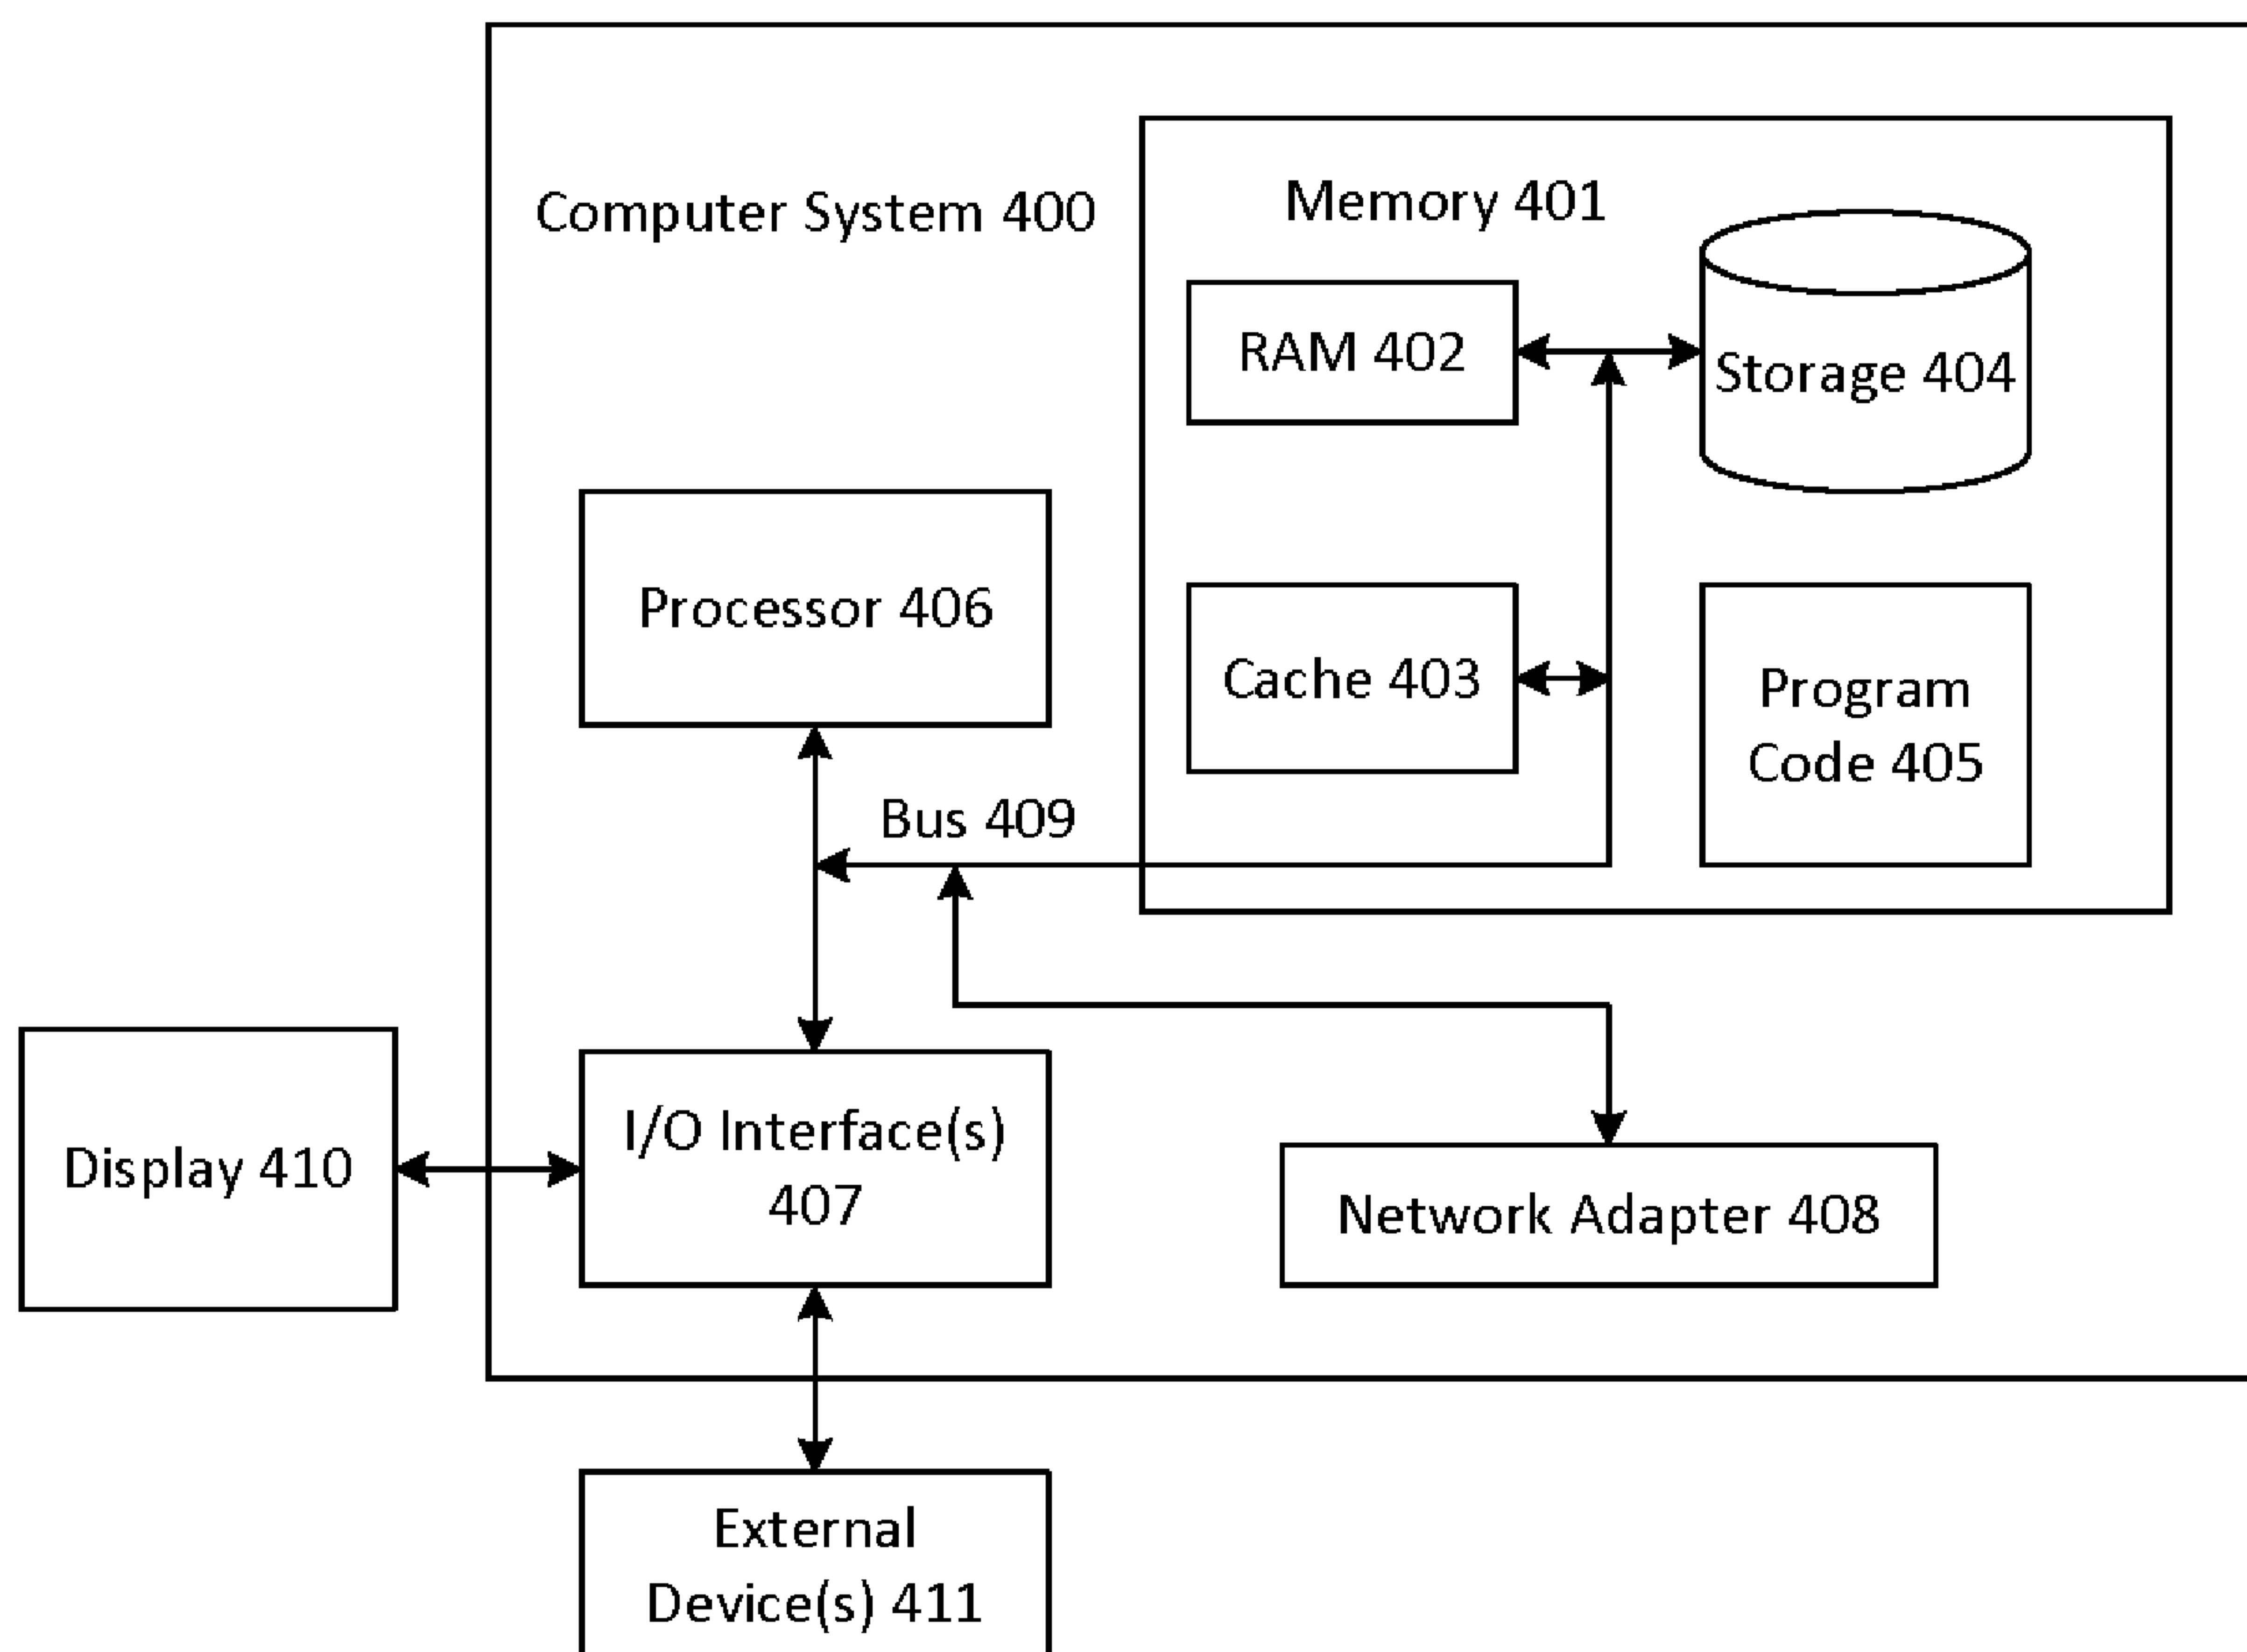 Computer System 400
Memory 401
RAM 402
Storage 404
Processor 406
Cache 403
Program
Code 405
Bus 409
Display 410
I/O Interface(s)
407
Network Adapter 408
External
Device(s) 411